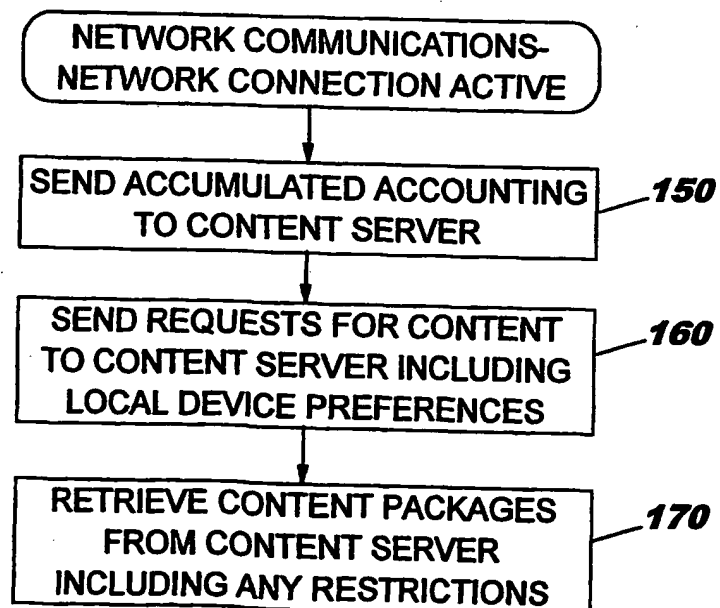 NETWORK COMMUNICATIONS-
NETWORK CONNECTION ACTIVE
SEND ACCUMULATED ACCOUNTING
TO CONTENT SERVER
150
SEND REQUESTS FOR CONTENT
TO CONTENT SERVER INCLUDING
LOCAL DEVICE PREFERENCES
160
RETRIEVE CONTENT PACKAGES
FROM CONTENT SERVER
INCLUDING ANY RESTRICTIONS
170